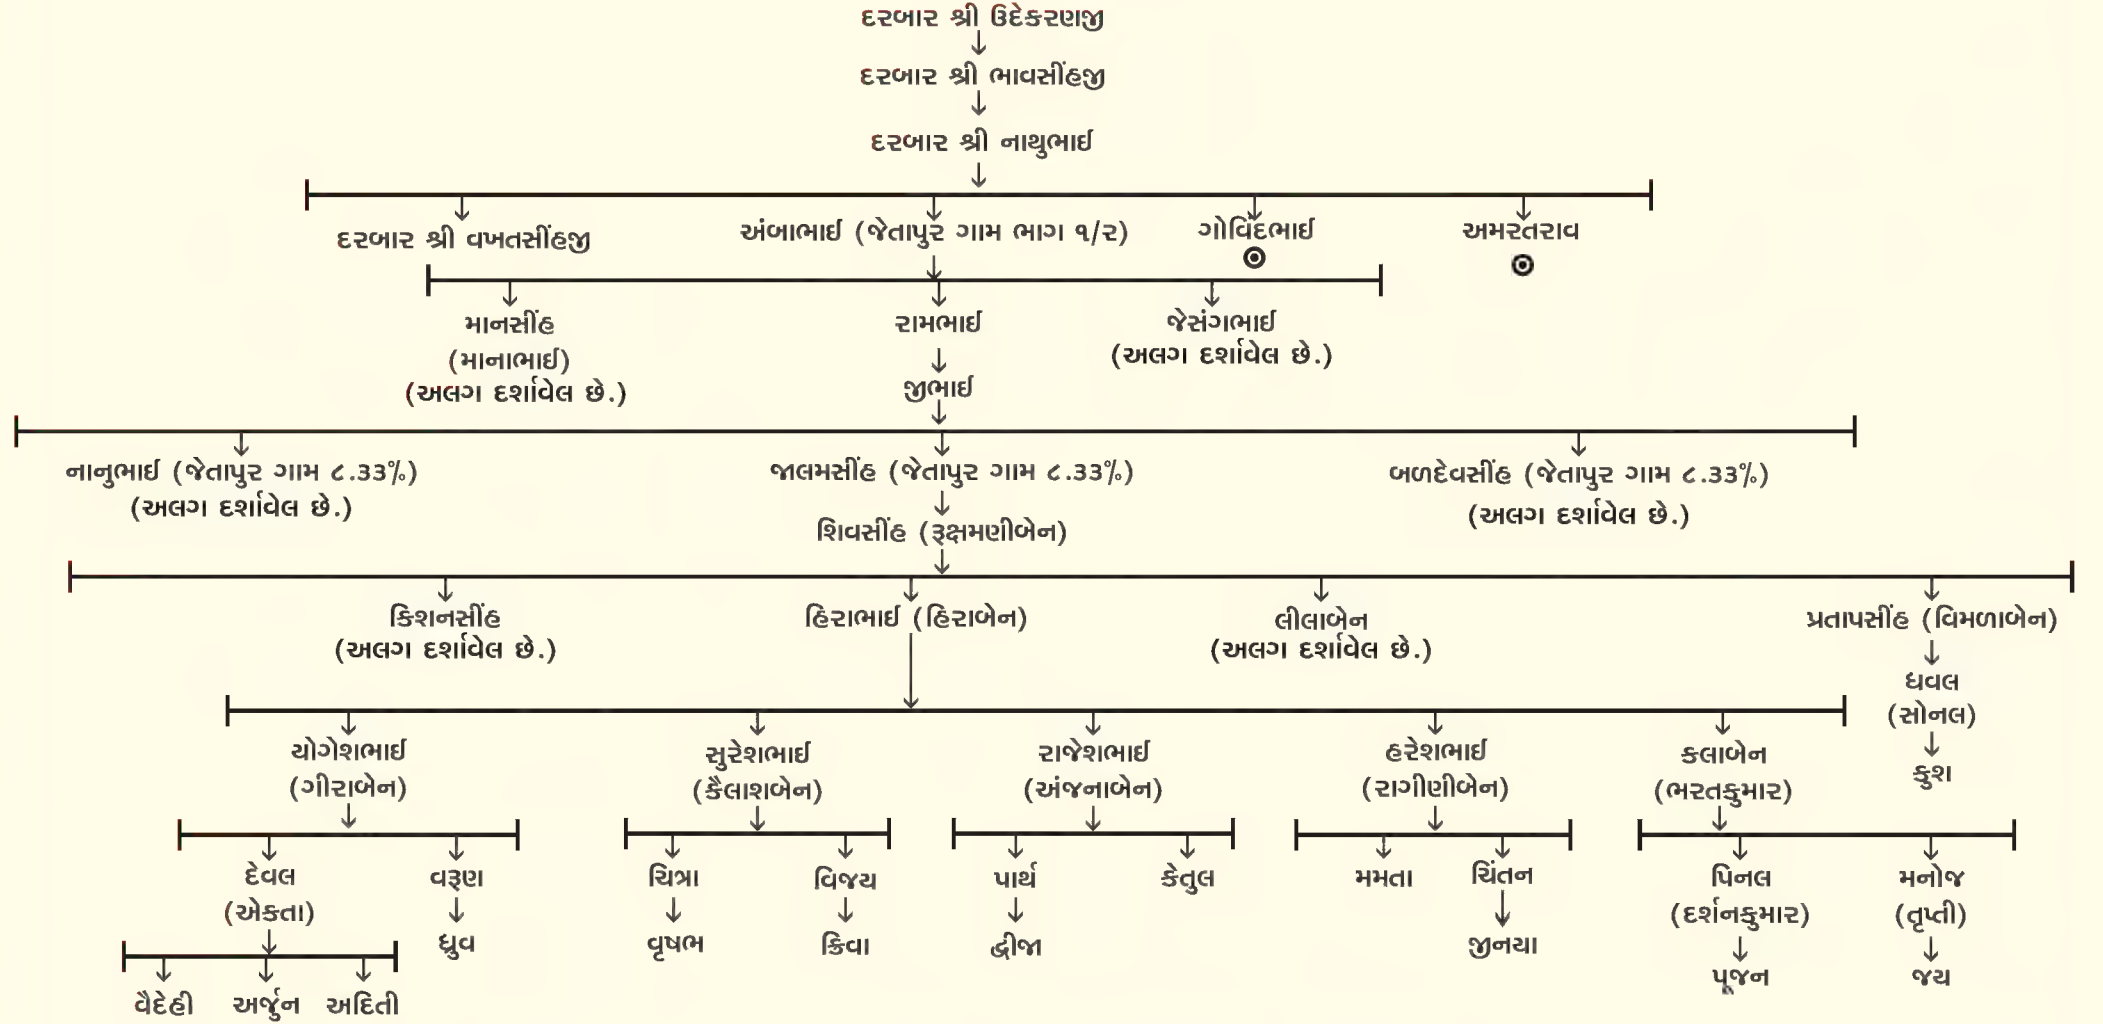 દરબાર શ્રી ઉદેકરણજી
દરબાર શ્રી ભાવસીંહજી
દરબાર શ્રી નાથુભાઈ
દરબાર શ્રી વખતસીંહજી
અંબાભાઈ (જેતાપુર ગામ ભાગ ૧/૨)
ગોવિંદભાઈ
અમરતરાવ
માનસીંહ
(માનાભાઈ)
(અલગ દર્શાવેલ છે.)
રામભાઈ
જેસંગભાઈ
(અલગ દર્શાવેલ છે.)
જીભાઈ
નાનુભાઈ (જેતાપુર ગામ ૮.૩૩%)
(અલગ દર્શાવેલ છે.)
જાલમસીંહ (જેતાપુર ગામ ૮.૩૩%)
બળદેવસીંહ (જેતાપુર ગામ ૮.૩૩%)
(અલગ દર્શાવેલ છે.)
શિવસીંહ (રૂક્ષમણીબેન)
કિશનસીંહ
(અલગ દર્શાવેલ છે.)
હિરાભાઈ (હિરાબેન)
લીલાબેન
(અલગ દર્શાવેલ છે.)
પ્રતાપસીંહ (વિમળાબેન)
ધવલ
(સોનલ)
કુશ
યોગેશભાઈ
(ગીરાબેન)
સુરેશભાઈ
(કૈલાશબેન)
રાજેશભાઈ
(અંજનાબેન)
હરેશભાઈ
(રાગીણીબેન)
કલાબેન
(ભરતકુમાર)
દેવલ
(એકતા)
વરૂણ
ધ્રુવ
ચિત્રા
વૃષભ
વિજય
ક્રિવા
પાર્થ
દ્વીજા
કેતુલ
મમતા
ચિંતન
જીનયા
પિનલ
(દર્શનકુમાર)
પૂજન
મનોજ
(તૃપ્તી)
જય
વૈદેહી
અર્જુન
અદિતી